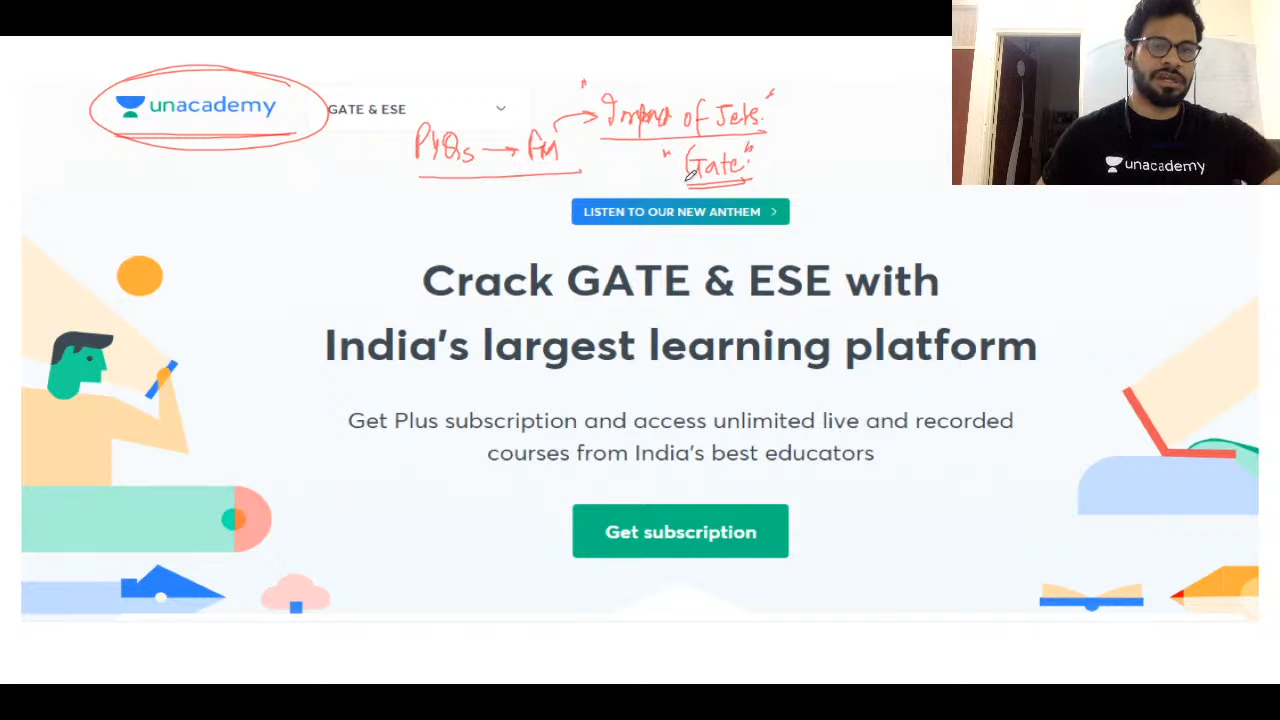 unacademy
GATE & ESE
PYQs → FM → "Impact of Jets."
"Gate."
unacademy
LISTEN TO OUR NEW ANTHEM >
Crack GATE & ESE with
India's largest learning platform
Get Plus subscription and access unlimited live and recorded
courses from India's best educators
Get subscription